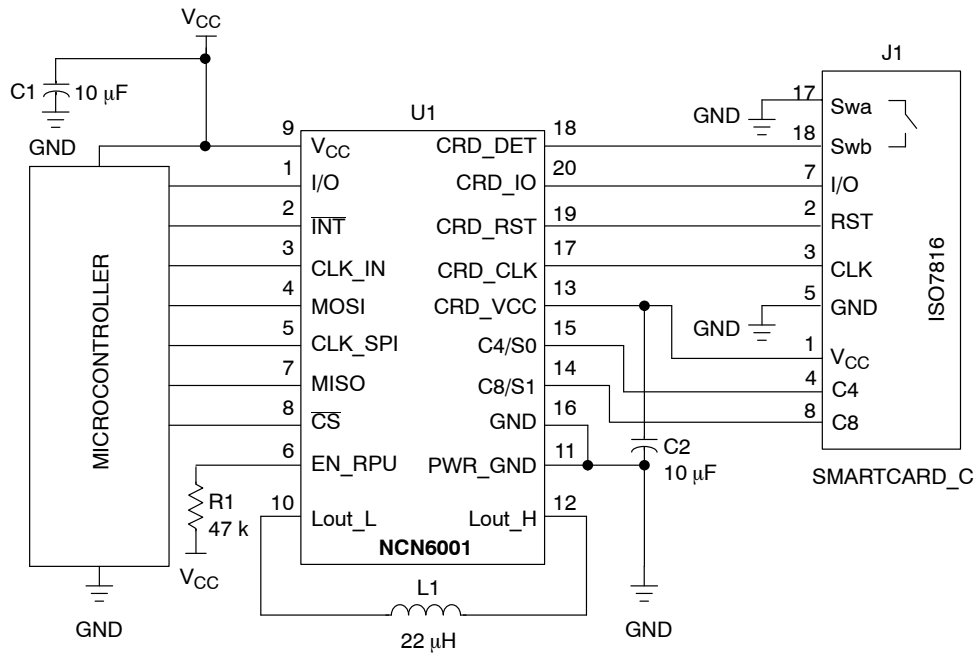 VCC
C1
10 µF
GND
MICROCONTROLLER
GND
U1
9
VCC
1
I/O
2
INT
3
CLK_IN
4
MOSI
5
CLK_SPI
7
MISO
8
CS
6
EN_RPU
10
Lout_L
R1
47 k
VCC
18
CRD_DET
20
CRD_IO
19
CRD_RST
17
CRD_CLK
13
CRD_VCC
15
C4/S0
14
C8/S1
16
GND
11
PWR_GND
12
Lout_H
NCN6001
L1
22 µH
C2
10 µF
GND
J1
GND
17
Swa
18
Swb
7
I/O
2
RST
3
CLK
GND
5
GND
1
VCC
4
C4
8
C8
ISO7816
SMARTCARD_C